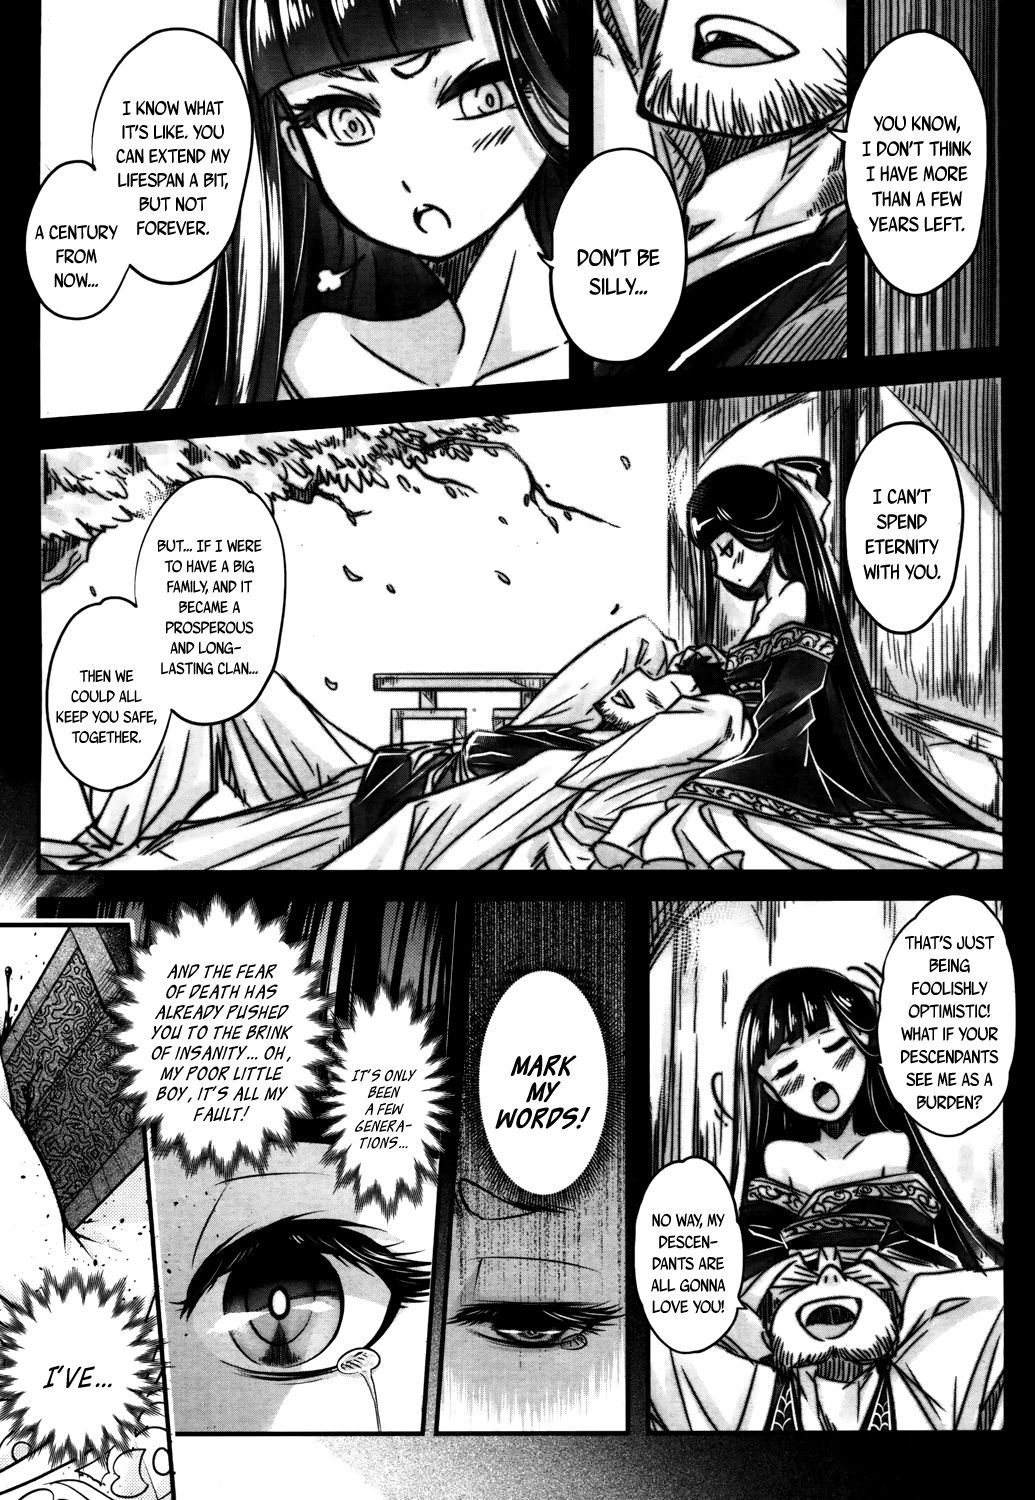 YOU KNOW,
I DON'T THINK
I HAVE MORE
THAN A FEW
YEARS LEFT.
DON'T BE
SILLY...
I KNOW WHAT
IT'S LIKE. YOU
CAN EXTEND MY
LIFESPAN A BIT,
BUT NOT
FOREVER.
A CENTURY
FROM
NOW...
I CAN'T
SPEND
ETERNITY
WITH YOU.
BUT... IF I WERE
TO HAVE A BIG
FAMILY, AND IT
BECAME A
PROSPEROUS
AND LONG-
LASTING CLAN...
THEN WE
COULD ALL
KEEP YOU SAFE,
TOGETHER.
THAT'S JUST
BEING
FOOLISHLY
OPTIMISTIC!
WHAT IF YOUR
DESCENDANTS
SEE ME AS A
BURDEN?
NO WAY, MY
DESCEN-
DANTS ARE
ALL GONNA
LOVE YOU!
MARK
MY
WORDS!
IT'S ONLY
BEEN
A FEW
GENERA-
TIONS...
AND THE FEAR
OF DEATH HAS
ALREADY PUSHED
YOU TO THE BRINK
OF INSANITY... OH,
MY POOR LITTLE
BOY, IT'S ALL MY
FAULT!
I'VE...